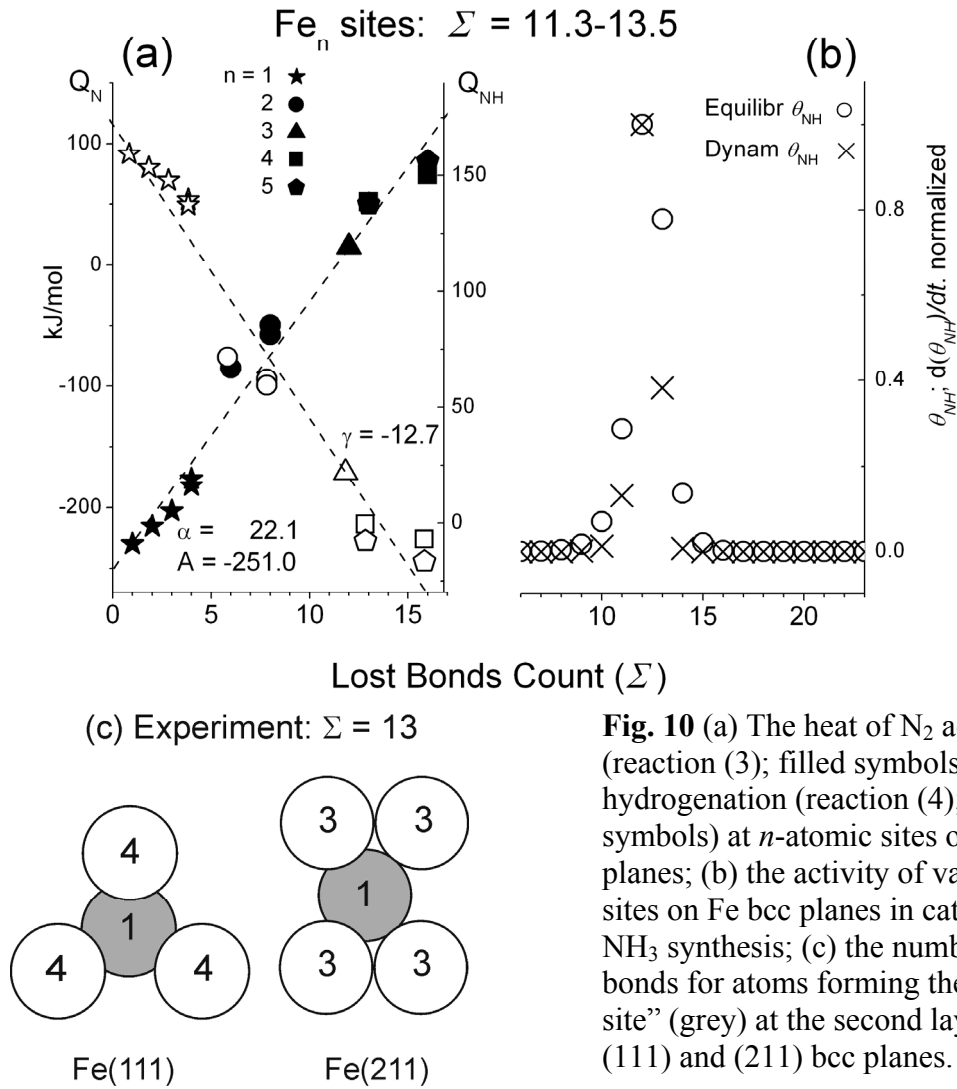 Fe_n sites: Σ = 11.3-13.5
(a)
(b)
Q_N
Q_NH
n = 1
2
3
4
5
Equilibr θ_NH
Dynam θ_NH
100
0
-100
-200
kJ/mol
150
100
50
0
γ = -12.7
α = 22.1
A = -251.0
0 5 10 15
0.8
0.4
0.0
θ_NH; d(θ_NH)/dt. normalized
10 15 20
Lost Bonds Count (Σ)
(c) Experiment: Σ = 13
4
1
4 4
Fe(111)
3 3
1
3 3
Fe(211)
Fig. 10 (a) The heat of N₂ a
(reaction (3); filled symbols
hydrogenation (reaction (4)
symbols) at n-atomic sites o
planes; (b) the activity of va
sites on Fe bcc planes in cat
NH₃ synthesis; (c) the numb
bonds for atoms forming the
site” (grey) at the second lay
(111) and (211) bcc planes.